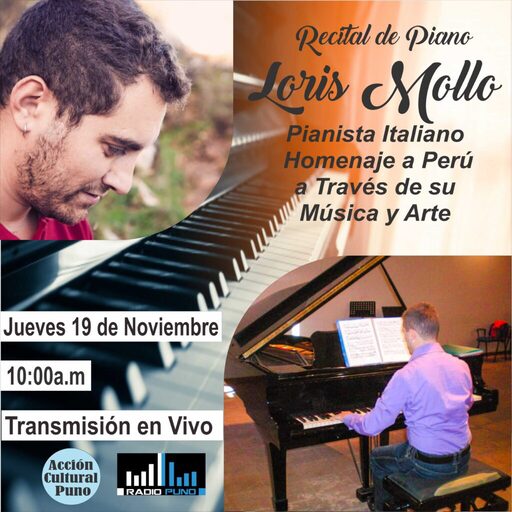 Recital de Piano
Loris Mollo
Pianista Italiano
Homenaje a Perú
a Través de su
Música y Arte
Jueves 19 de Noviembre
10:00a.m
Transmisión en Vivo
Acción
Cultural
Puno
RADIO PUNO